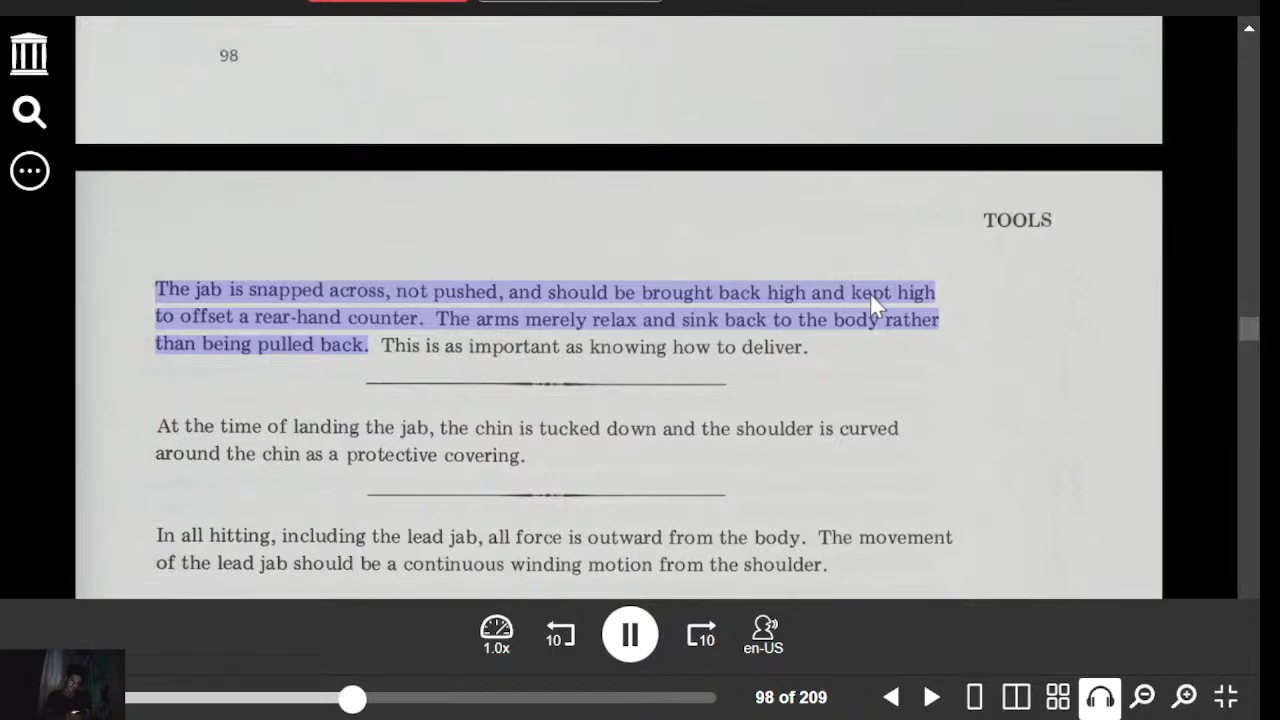 98
TOOLS
The jab is snapped across, not pushed, and should be brought back high and kept high
to offset a rear-hand counter. The arms merely relax and sink back to the body rather
than being pulled back. This is as important as knowing how to deliver.
At the time of landing the jab, the chin is tucked down and the shoulder is curved
around the chin as a protective covering.
In all hitting, including the lead jab, all force is outward from the body. The movement
of the lead jab should be a continuous winding motion from the shoulder.
1.0x
10
10
en-US
98 of 209